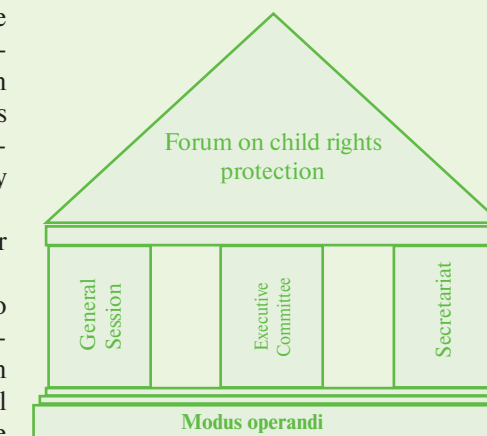 Forum on child rights
protection
General
Session
Executive
Committee
Secretariat
Modus operandi